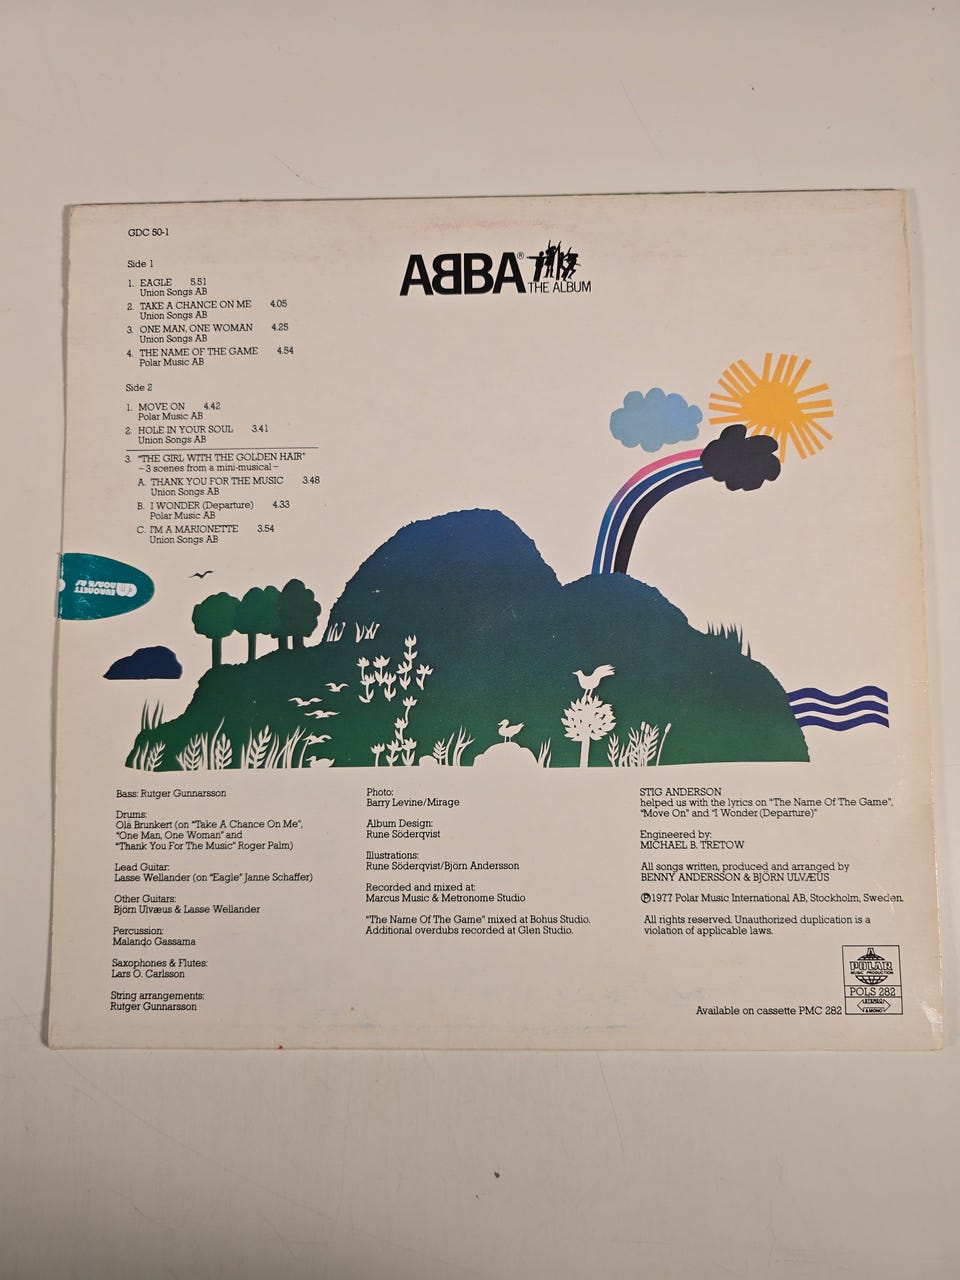 GDC 50-1
Side 1
1. EAGLE 5.51
Union Songs AB
2. TAKE A CHANCE ON ME 4.05
Union Songs AB
3. ONE MAN, ONE WOMAN 4.25
Union Songs AB
4. THE NAME OF THE GAME 4.54
Polar Music AB
Side 2
1. MOVE ON 4.42
Polar Music AB
2. HOLE IN YOUR SOUL 3.41
Union Songs AB
3. "THE GIRL WITH THE GOLDEN HAIR"
– 3 scenes from a mini-musical –
A. THANK YOU FOR THE MUSIC 3.48
Union Songs AB
B. I WONDER (Departure) 4.33
Polar Music AB
C. I'M A MARIONETTE 3.54
Union Songs AB
ABBA®
THE ALBUM
Bass: Rutger Gunnarsson
Drums:
Ola Brunkert (on "Take A Chance On Me",
"One Man, One Woman" and
"Thank You For The Music" Roger Palm)
Lead Guitar:
Lasse Wellander (on "Eagle" Janne Schaffer)
Other Guitars:
Björn Ulvæus & Lasse Wellander
Percussion:
Malando Gassama
Saxophones & Flutes:
Lars O. Carlsson
String arrangements:
Rutger Gunnarsson
Photo:
Barry Levine/Mirage
Album Design:
Rune Söderqvist
Illustrations:
Rune Söderqvist/Björn Andersson
Recorded and mixed at:
Marcus Music & Metronome Studio
"The Name Of The Game" mixed at Bohus Studio.
Additional overdubs recorded at Glen Studio.
STIG ANDERSON
helped us with the lyrics on "The Name Of The Game",
"Move On" and "I Wonder (Departure)"
Engineered by:
MICHAEL B. TRETOW
All songs written, produced and arranged by
BENNY ANDERSSON & BJÖRN ULVÆUS
℗1977 Polar Music International AB, Stockholm, Sweden.
All rights reserved. Unauthorized duplication is a
violation of applicable laws.
Available on cassette PMC 282
A
POLAR
MUSIC PRODUCTION
POLS 282
STEREO
& MONO